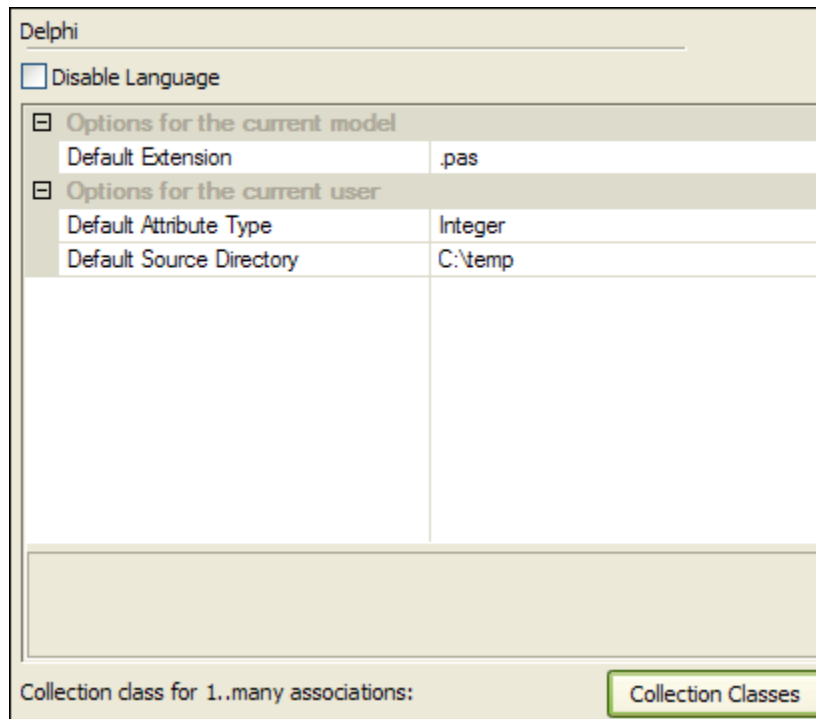 Delphi
Disable Language
Options for the current model
Default Extension .pas
Options for the current user
Default Attribute Type Integer
Default Source Directory C:\temp
Collection class for 1..many associations: Collection Classes